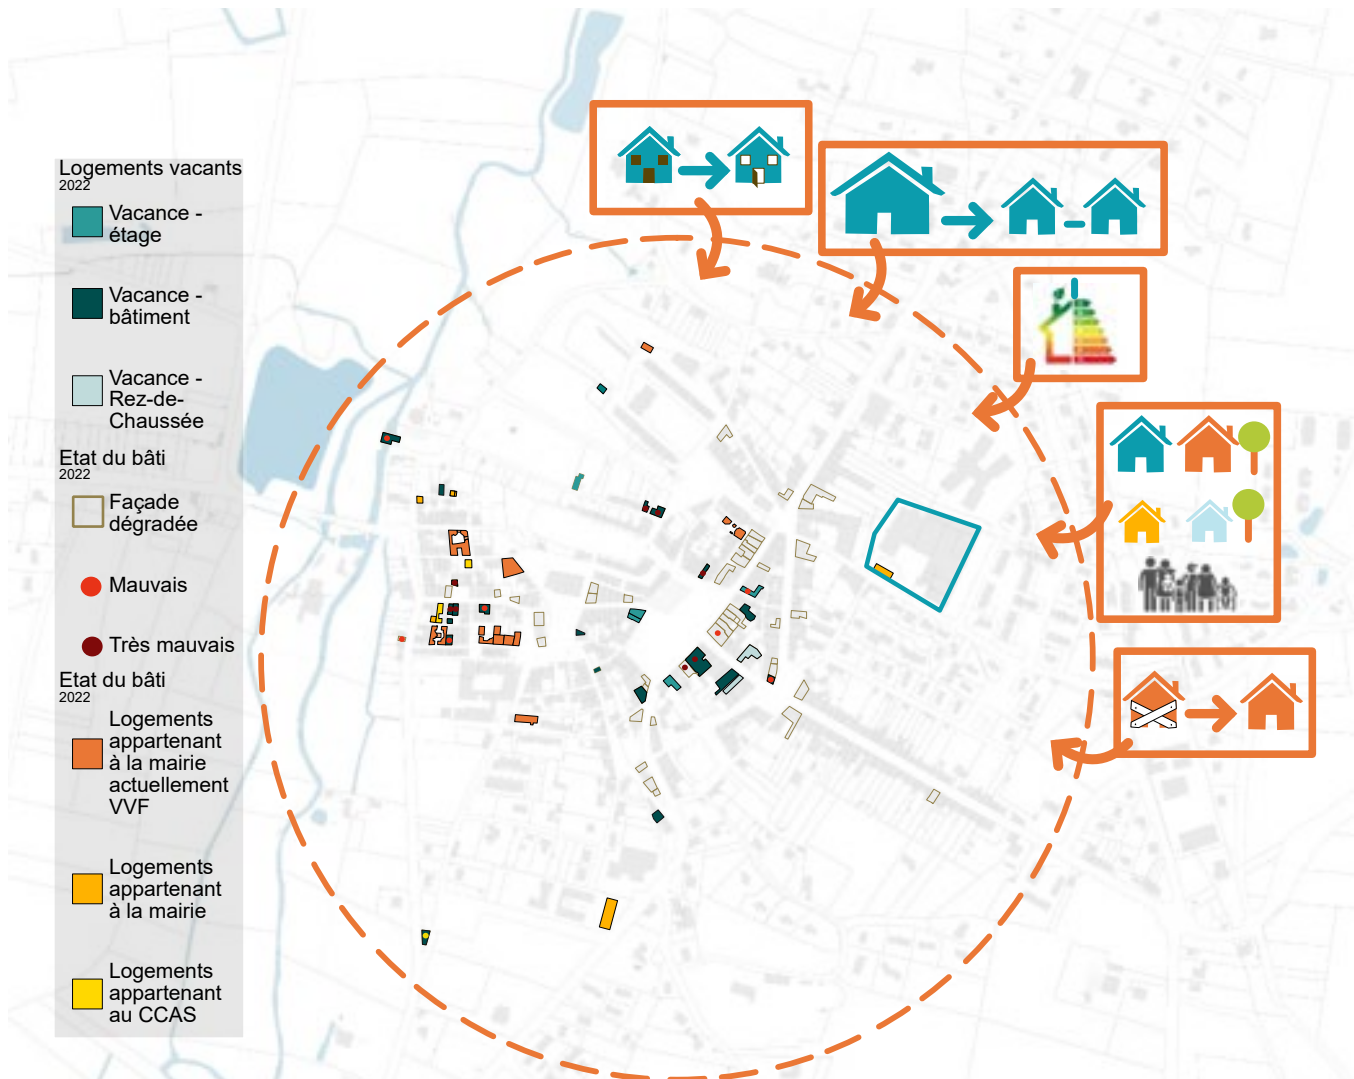 Logements vacants
2022
Vacance -
étage
Vacance -
bâtiment
Vacance -
Rez-de-
Chaussée
Etat du bâti
2022
Façade
dégradée
Mauvais
Très mauvais
Etat du bâti
2022
Logements
appartenant
à la mairie
actuellement
VVF
Logements
appartenant
à la mairie
Logements
appartenant
au CCAS